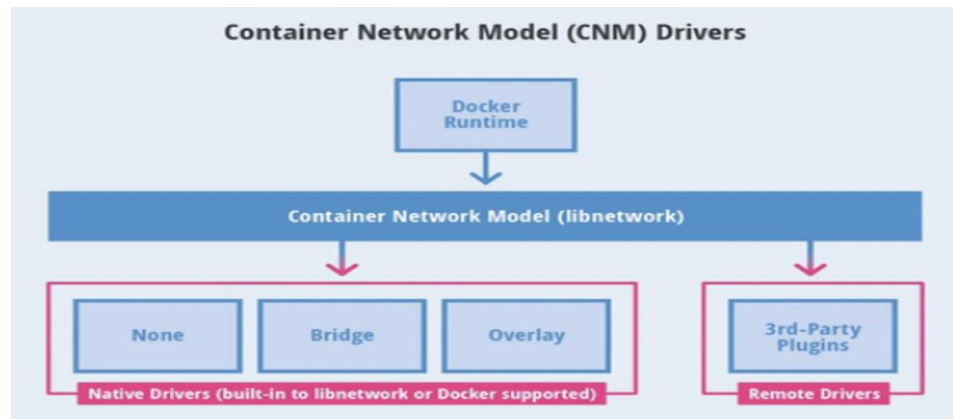 Container Network Model (CNM) Drivers
Docker
Runtime
Container Network Model (libnetwork)
None
Bridge
Overlay
3rd-Party
Plugins
Native Drivers (built-in to libnetwork or Docker supported)
Remote Drivers